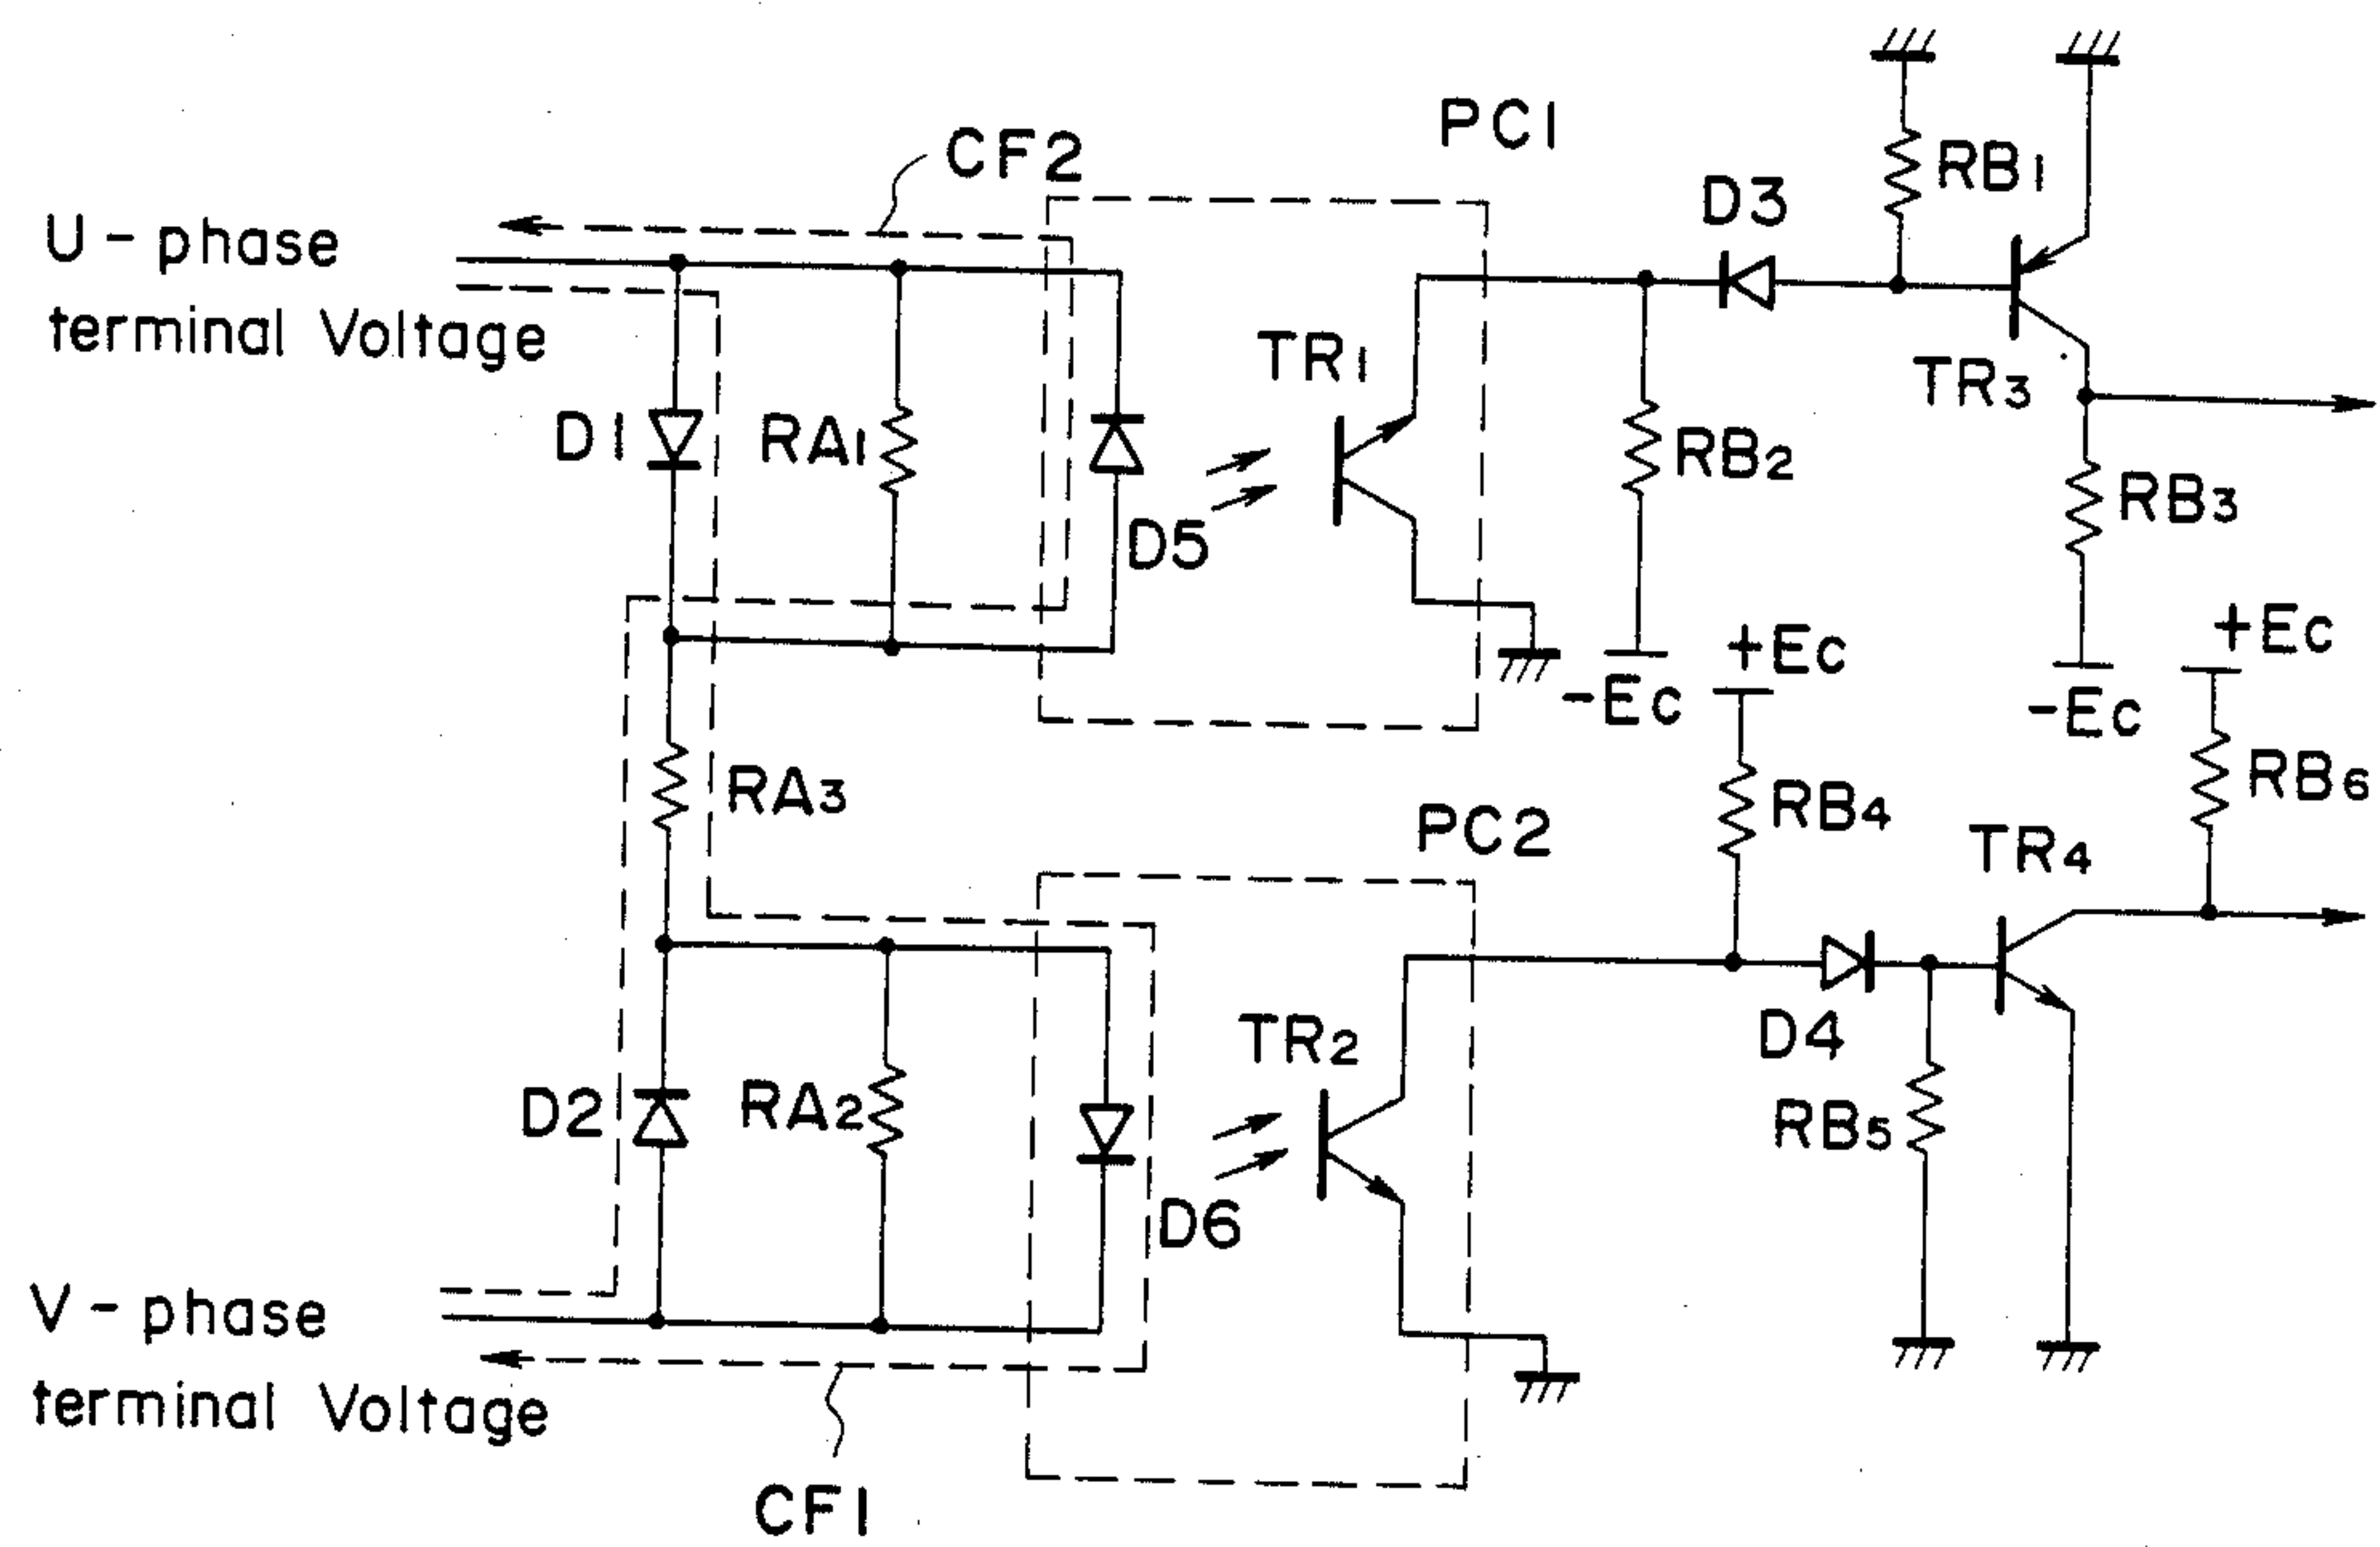 CF2
PC1
RB1
D3
U-phase
terminal Voltage
TR1
TR3
D1
RA1
RB2
RB3
D5
+Ec
+Ec
-Ec
-Ec
RA3
RB4
RB6
PC2
TR4
TR2
D4
D2
RA2
RB5
D6
V-phase
terminal Voltage
CF1